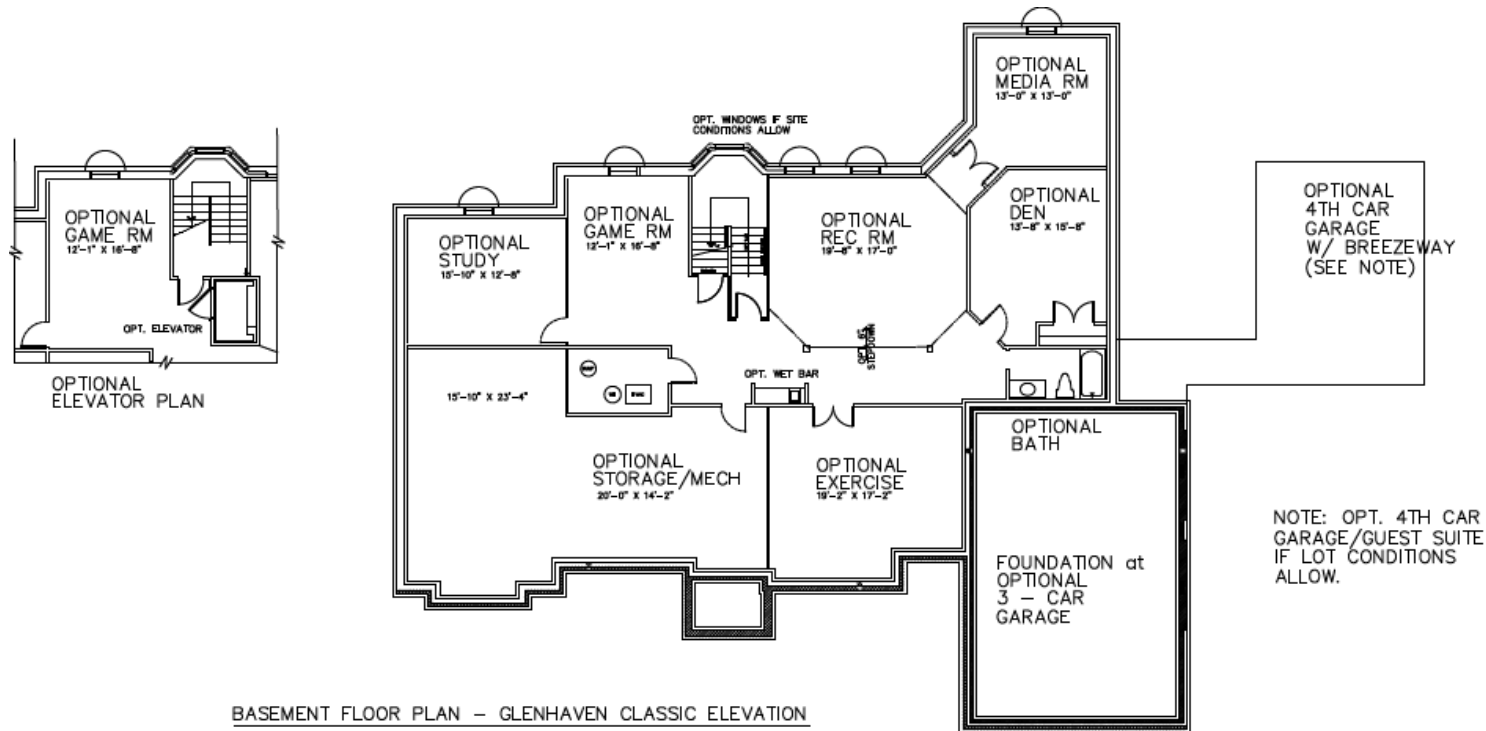 OPTIONAL
MEDIA RM
13'-0" X 13'-0"
OPT. WINDOWS IF SITE
CONDITIONS ALLOW
OPTIONAL
GAME RM
12'-1" X 16'-8"
OPT. ELEVATOR
OPTIONAL
ELEVATOR PLAN
OPTIONAL
STUDY
15'-10" X 12'-8"
OPTIONAL
GAME RM
12'-1" X 16'-8"
OPTIONAL
REC RM
19'-8" X 17'-0"
OPTIONAL
DEN
13'-8" X 15'-8"
OPTIONAL
4TH CAR
GARAGE
W/ BREEZEWAY
(SEE NOTE)
OPT. 6"
STEPDOWN
OPT. WET BAR
15'-10" X 23'-4"
OPTIONAL
STORAGE/MECH
20'-0" X 14'-2"
OPTIONAL
EXERCISE
19'-2" X 17'-2"
OPTIONAL
BATH
FOUNDATION at
OPTIONAL
3 - CAR
GARAGE
NOTE: OPT. 4TH CAR
GARAGE/GUEST SUITE
IF LOT CONDITIONS
ALLOW.
BASEMENT FLOOR PLAN - GLENHAVEN CLASSIC ELEVATION